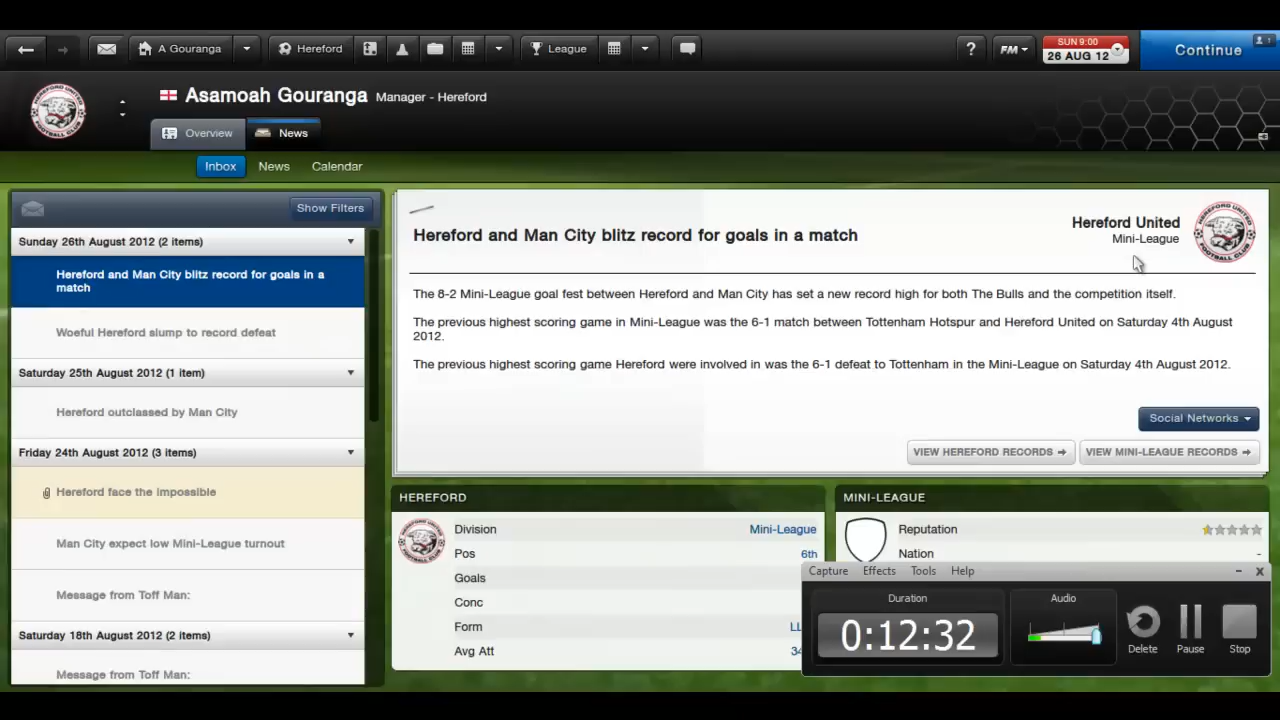 A Gouranga
Hereford
League
?
FM
SUN 9:00
26 AUG 12
Continue
1
Asamoah Gouranga Manager - Hereford
Overview
News
Inbox
News
Calendar
Show Filters
Sunday 26th August 2012 (2 items)
Hereford and Man City blitz record for goals in a
match
Woeful Hereford slump to record defeat
Saturday 25th August 2012 (1 item)
Hereford outclassed by Man City
Friday 24th August 2012 (3 items)
Hereford face the impossible
Man City expect low Mini-League turnout
Message from Toff Man:
Saturday 18th August 2012 (2 items)
Message from Toff Man:
Hereford and Man City blitz record for goals in a match
Hereford United
Mini-League
The 8-2 Mini-League goal fest between Hereford and Man City has set a new record high for both The Bulls and the competition itself.
The previous highest scoring game in Mini-League was the 6-1 match between Tottenham Hotspur and Hereford United on Saturday 4th August
2012.
The previous highest scoring game Hereford were involved in was the 6-1 defeat to Tottenham in the Mini-League on Saturday 4th August 2012.
Social Networks
VIEW HEREFORD RECORDS
VIEW MINI-LEAGUE RECORDS
HEREFORD
Division Mini-League
Pos 6th
Goals
Conc
Form LL
Avg Att 34
MINI-LEAGUE
Reputation
Nation -
Capture Effects Tools Help
Duration
0:12:32
Audio
Delete
Pause
Stop